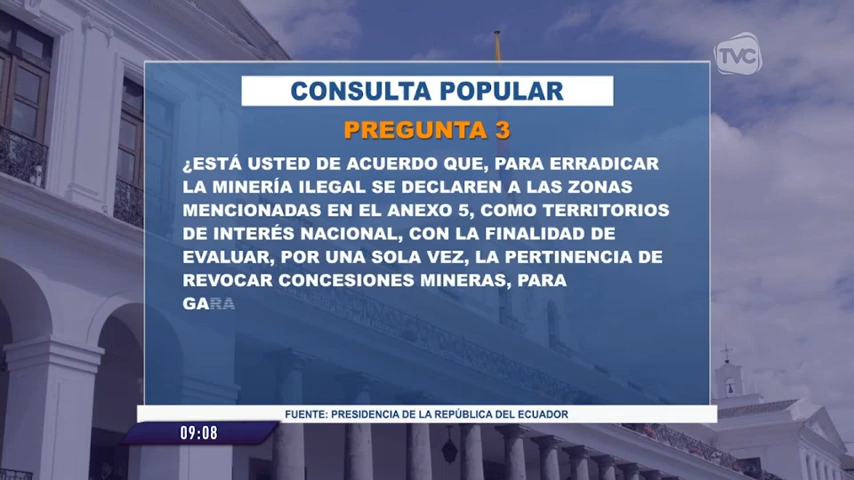 TVC
CONSULTA POPULAR
PREGUNTA 3
¿ESTÁ USTED DE ACUERDO QUE, PARA ERRADICAR
LA MINERÍA ILEGAL SE DECLAREN A LAS ZONAS
MENCIONADAS EN EL ANEXO 5, COMO TERRITORIOS
DE INTERÉS NACIONAL, CON LA FINALIDAD DE
EVALUAR, POR UNA SOLA VEZ, LA PERTINENCIA DE
REVOCAR CONCESIONES MINERAS, PARA
GARA
FUENTE: PRESIDENCIA DE LA REPÚBLICA DEL ECUADOR
09:08